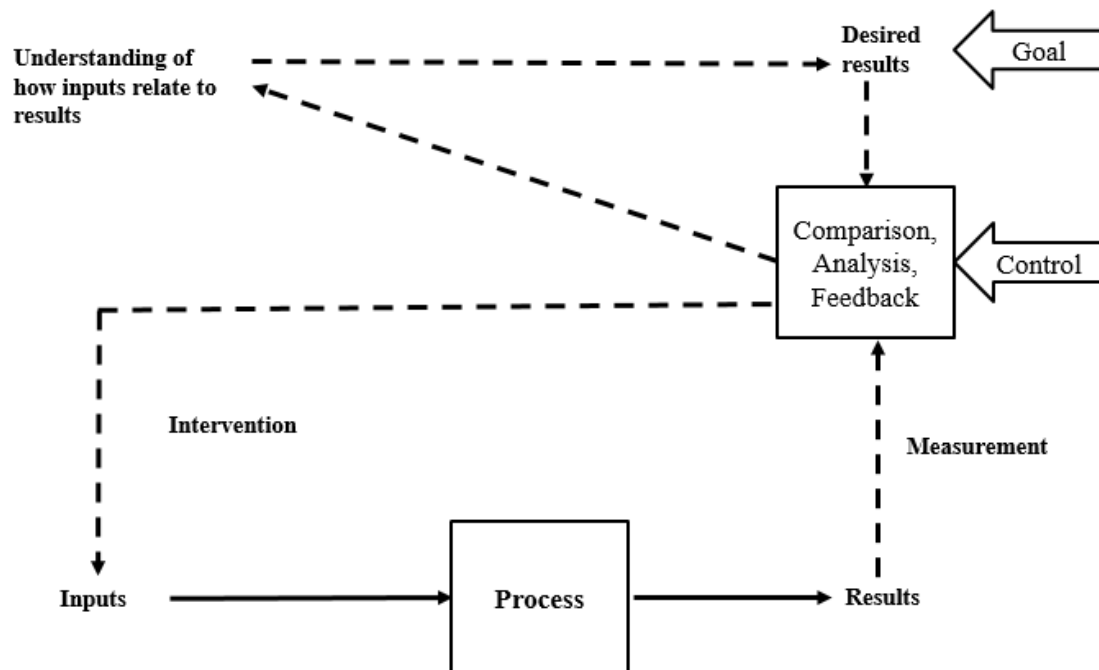 Understanding of
how inputs relate to
results
Desired
results
Goal
Comparison,
Analysis,
Feedback
Control
Intervention
Measurement
Inputs
Process
Results